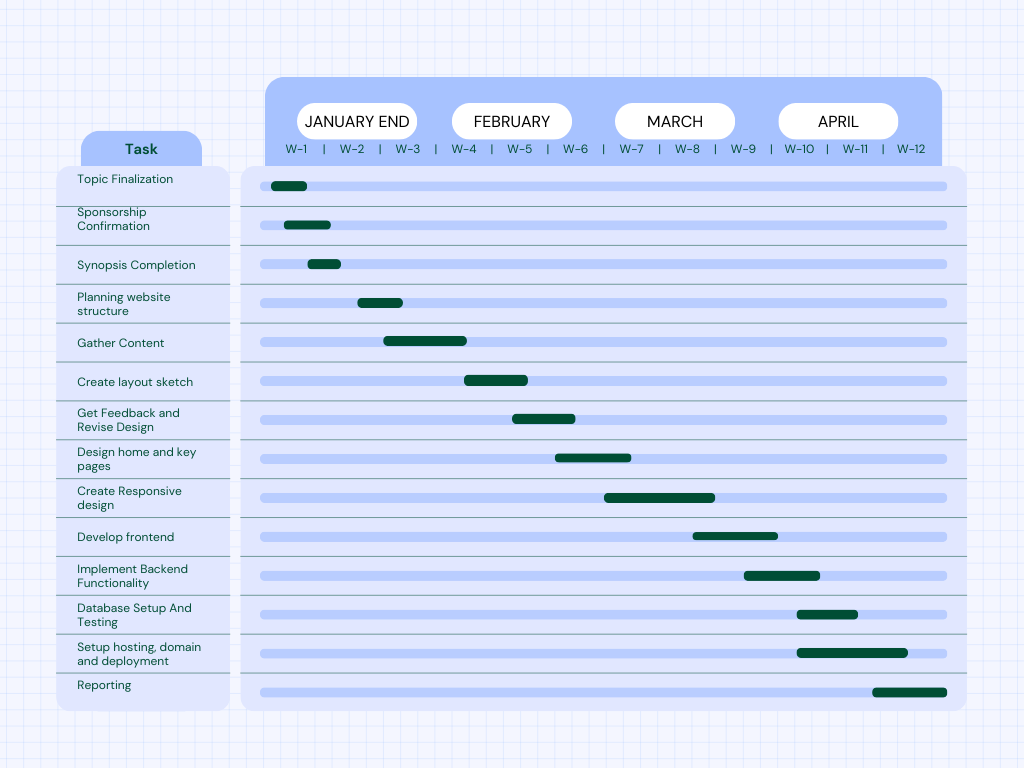 JANUARY END FEBRUARY MARCH APRIL
Task
W-1 | W-2 | W-3 | W-4 | W-5 | W-6 | W-7 | W-8 | W-9 | W-10 | W-11 | W-12
Topic Finalization
Sponsorship
Confirmation
Synopsis Completion
Planning website
structure
Gather Content
Create layout sketch
Get Feedback and
Revise Design
Design home and key
pages
Create Responsive
design
Develop frontend
Implement Backend
Functionality
Database Setup And
Testing
Setup hosting, domain
and deployment
Reporting